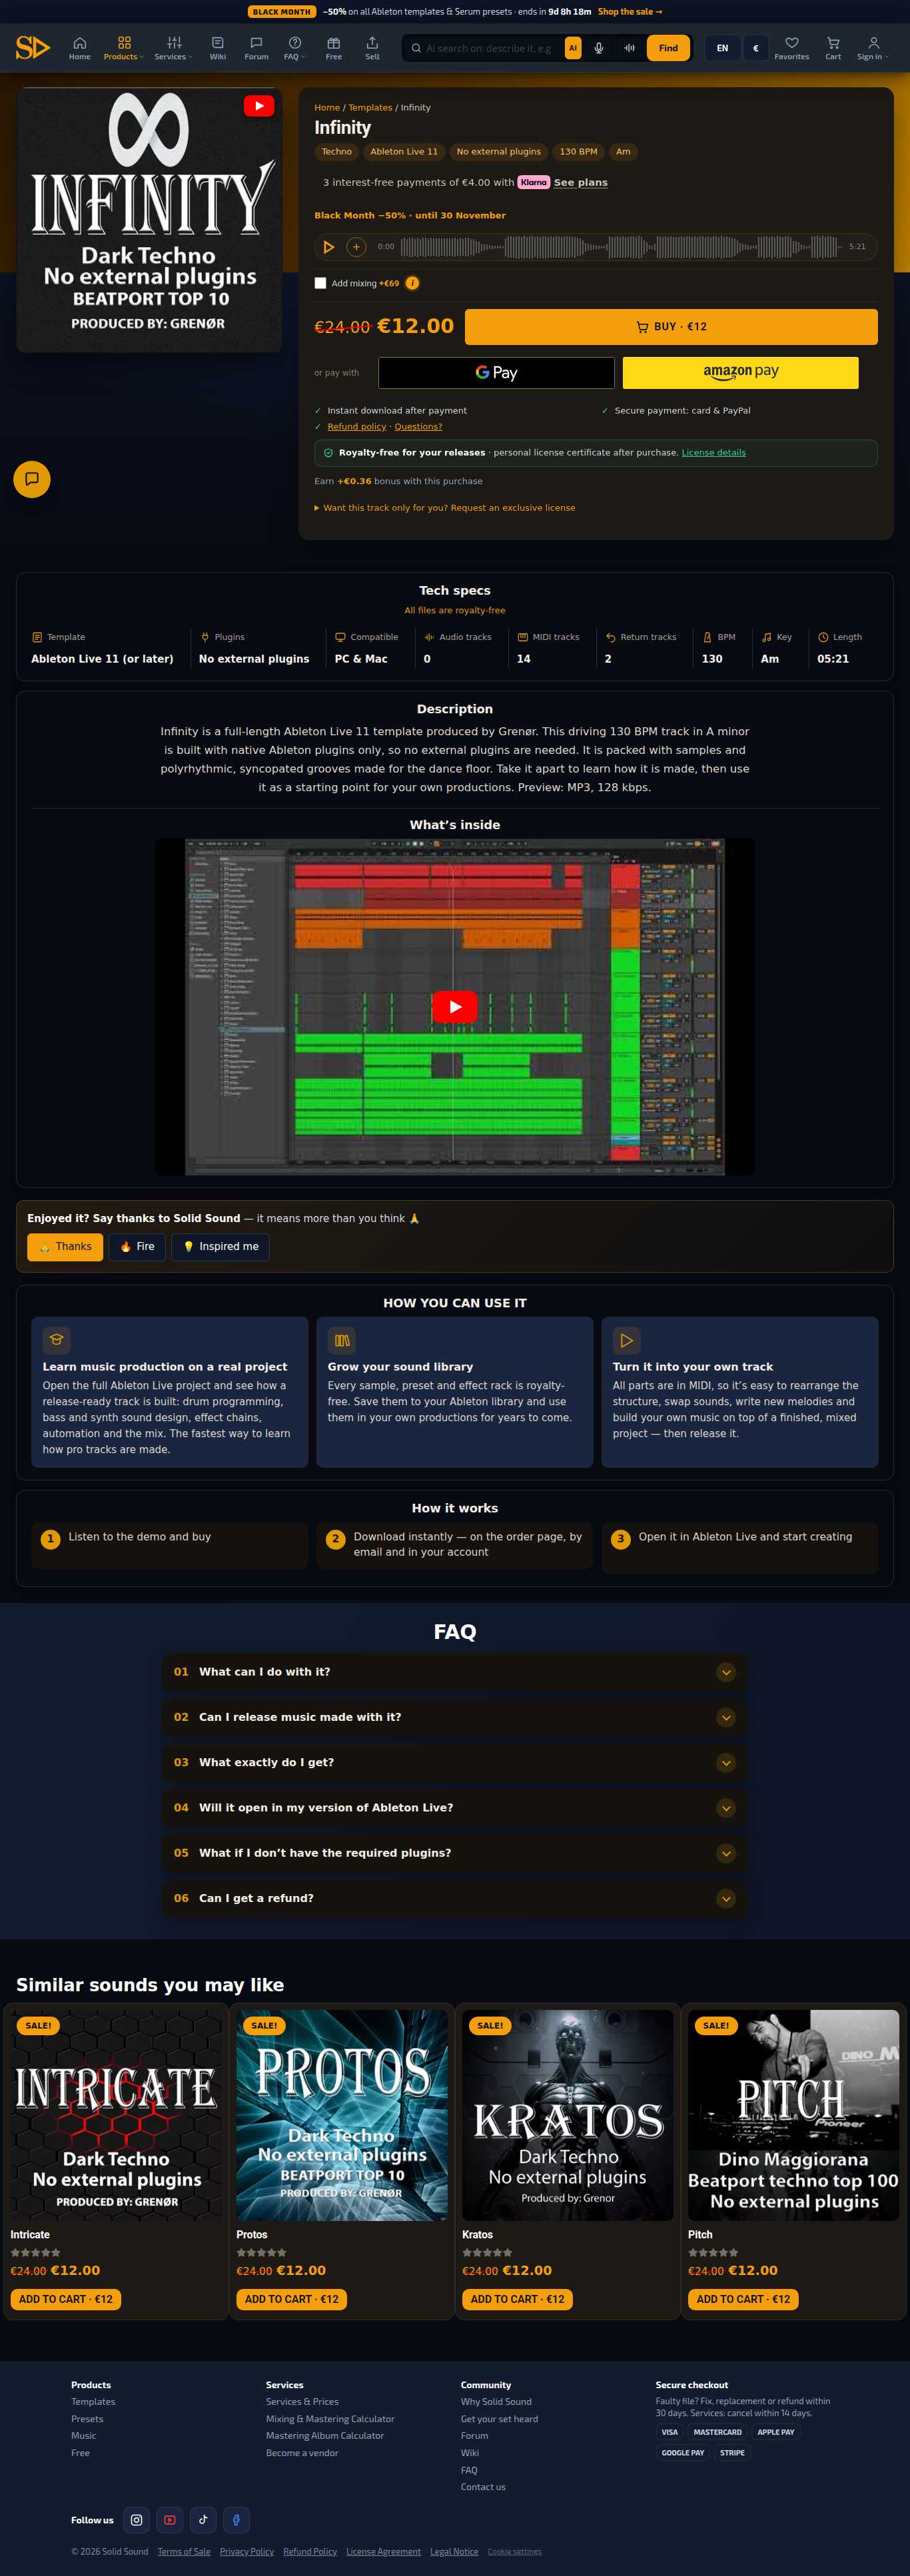 BLACK MONTH −50% on all Ableton templates & Serum presets · ends in 9d 8h 18m Shop the sale →
Home
Products
Services
Wiki
Forum
FAQ
Free
Sell
AI search on: describe it, e.g
AI
Find
EN
€
Favorites
Cart
Sign in
INFINITY
Dark Techno
No external plugins
BEATPORT TOP 10
PRODUCED BY: GRENØR
Home / Templates / Infinity
Infinity
Techno
Ableton Live 11
No external plugins
130 BPM
Am
3 interest-free payments of €4.00 with Klarna See plans
Black Month −50% · until 30 November
0:00
5:21
Add mixing +€69 i
€24.00 €12.00
BUY · €12
or pay with
G Pay
amazon pay
✓ Instant download after payment
✓ Secure payment: card & PayPal
✓ Refund policy · Questions?
Royalty-free for your releases · personal license certificate after purchase. License details
Earn +€0.36 bonus with this purchase
Want this track only for you? Request an exclusive license
Tech specs
All files are royalty-free
Template
Ableton Live 11 (or later)
Plugins
No external plugins
Compatible
PC & Mac
Audio tracks
0
MIDI tracks
14
Return tracks
2
BPM
130
Key
Am
Length
05:21
Description
Infinity is a full-length Ableton Live 11 template produced by Grenør. This driving 130 BPM track in A minor
is built with native Ableton plugins only, so no external plugins are needed. It is packed with samples and
polyrhythmic, syncopated grooves made for the dance floor. Take it apart to learn how it is made, then use
it as a starting point for your own productions. Preview: MP3, 128 kbps.
What’s inside
Enjoyed it? Say thanks to Solid Sound — it means more than you think 🙏
🙏 Thanks
🔥 Fire
💡 Inspired me
HOW YOU CAN USE IT
Learn music production on a real project
Open the full Ableton Live project and see how a
release-ready track is built: drum programming,
bass and synth sound design, effect chains,
automation and the mix. The fastest way to learn
how pro tracks are made.
Grow your sound library
Every sample, preset and effect rack is royalty-
free. Save them to your Ableton library and use
them in your own productions for years to come.
Turn it into your own track
All parts are in MIDI, so it’s easy to rearrange the
structure, swap sounds, write new melodies and
build your own music on top of a finished, mixed
project — then release it.
How it works
1 Listen to the demo and buy
2 Download instantly — on the order page, by
email and in your account
3 Open it in Ableton Live and start creating
FAQ
01 What can I do with it?
02 Can I release music made with it?
03 What exactly do I get?
04 Will it open in my version of Ableton Live?
05 What if I don’t have the required plugins?
06 Can I get a refund?
Similar sounds you may like
SALE!
INTRICATE
Dark Techno
No external plugins
PRODUCED BY: GRENØR
Intricate
€24.00 €12.00
ADD TO CART · €12
SALE!
PROTOS
Dark Techno
No external plugins
BEATPORT TOP 10
PRODUCED BY: GRENØR
Protos
€24.00 €12.00
ADD TO CART · €12
SALE!
KRATOS
Dark Techno
No external plugins
Produced by: Grenor
Kratos
€24.00 €12.00
ADD TO CART · €12
SALE!
DINO M
PITCH
Pioneer
Dino Maggiorana
Beatport techno top 100
No external plugins
Pitch
€24.00 €12.00
ADD TO CART · €12
Products
Templates
Presets
Music
Free
Services
Services & Prices
Mixing & Mastering Calculator
Mastering Album Calculator
Become a vendor
Community
Why Solid Sound
Get your set heard
Forum
Wiki
FAQ
Contact us
Secure checkout
Faulty file? Fix, replacement or refund within
30 days. Services: cancel within 14 days.
VISA
MASTERCARD
APPLE PAY
GOOGLE PAY
STRIPE
Follow us
© 2026 Solid Sound Terms of Sale Privacy Policy Refund Policy License Agreement Legal Notice Cookie settings